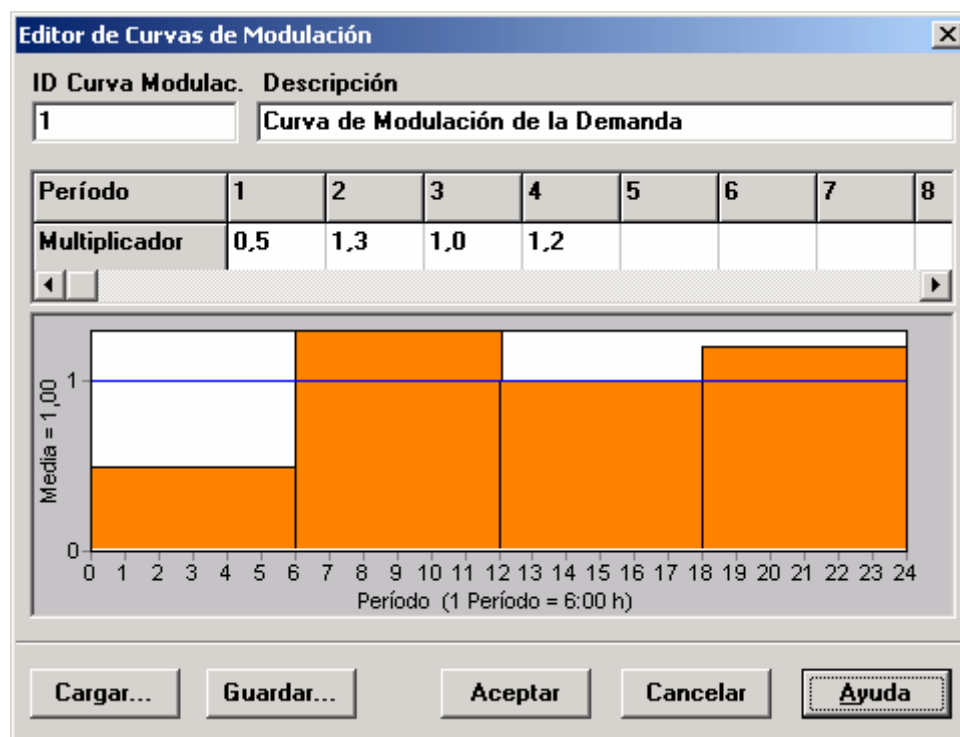 Editor de Curvas de Modulación
ID Curva Modulac. Descripción
1 Curva de Modulación de la Demanda
Período 1 2 3 4 5 6 7 8
Multiplicador 0,5 1,3 1,0 1,2
Media = 1,00
1
0
0 1 2 3 4 5 6 7 8 9 10 11 12 13 14 15 16 17 18 19 20 21 22 23 24
Período (1 Período = 6:00 h)
Cargar... Guardar... Aceptar Cancelar Ayuda